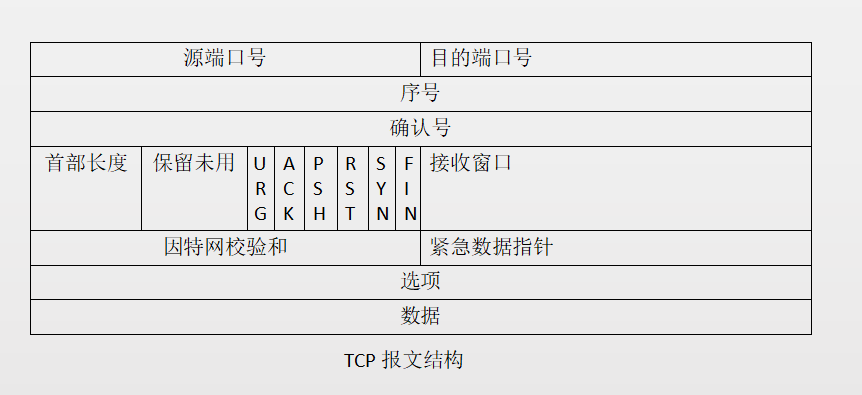 源端口号 目的端口号
序号
确认号
首部长度 保留未用 URG ACK PSH RST SYN FIN 接收窗口
因特网校验和 紧急数据指针
选项
数据
TCP 报文结构